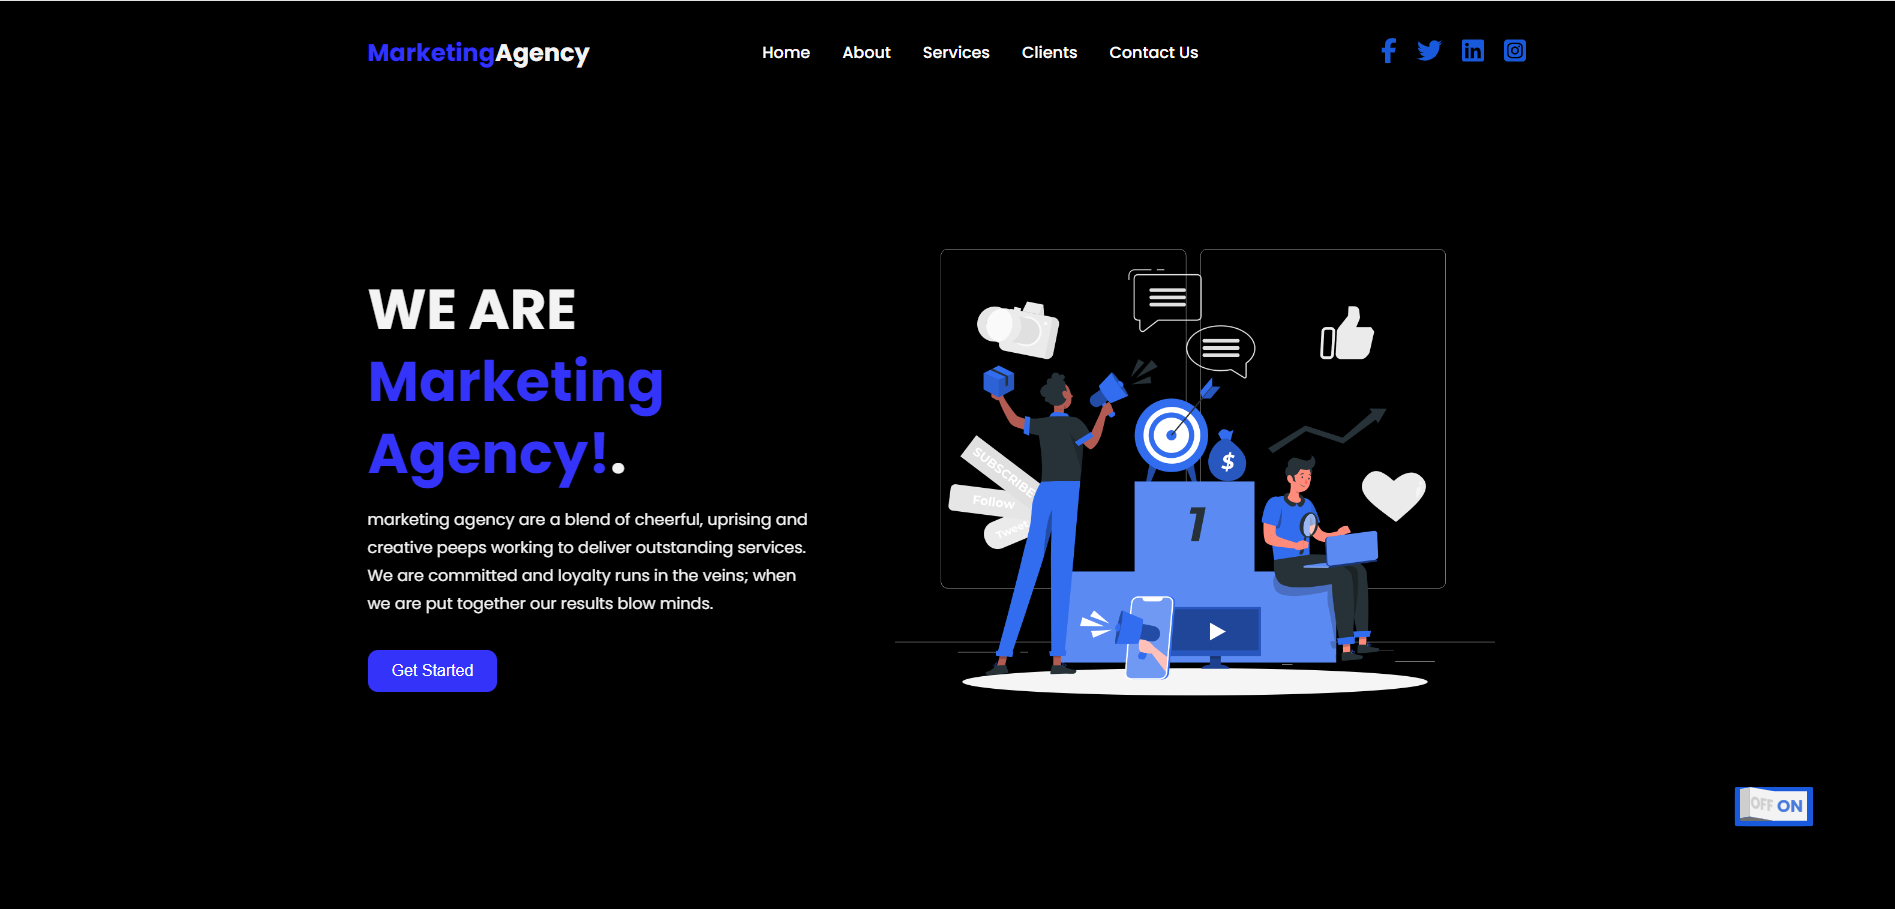 MarketingAgency
Home
About
Services
Clients
Contact Us
WE ARE
Marketing
Agency!.
marketing agency are a blend of cheerful, uprising and
creative peeps working to deliver outstanding services.
We are committed and loyalty runs in the veins; when
we are put together our results blow minds.
Get Started
SUBSCRIBE
Follow
Tweet
$
1
OFF ON